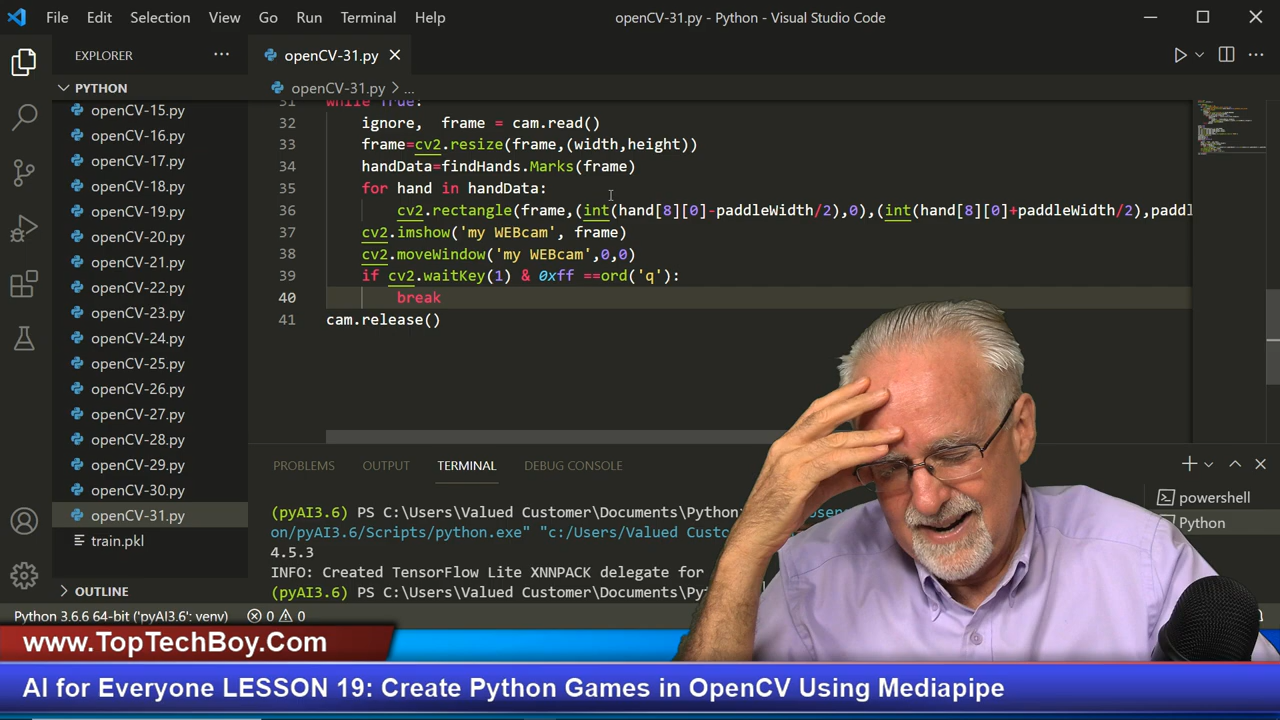 File Edit Selection View Go Run Terminal Help
openCV-31.py - Python - Visual Studio Code
EXPLORER
openCV-31.py
PYTHON
openCV-31.py > ...
openCV-15.py
openCV-16.py
openCV-17.py
openCV-18.py
openCV-19.py
openCV-20.py
openCV-21.py
openCV-22.py
openCV-23.py
openCV-24.py
openCV-25.py
openCV-26.py
openCV-27.py
openCV-28.py
openCV-29.py
openCV-30.py
openCV-31.py
train.pkl
OUTLINE
31 while True:
32 ignore, frame = cam.read()
33 frame=cv2.resize(frame,(width,height))
34 handData=findHands.Marks(frame)
35 for hand in handData:
36 cv2.rectangle(frame,(int(hand[8][0]-paddleWidth/2),0),(int(hand[8][0]+paddleWidth/2),paddl
37 cv2.imshow('my WEBcam', frame)
38 cv2.moveWindow('my WEBcam',0,0)
39 if cv2.waitKey(1) & 0xff ==ord('q'):
40 break
41 cam.release()
PROBLEMS OUTPUT TERMINAL DEBUG CONSOLE
(pyAI3.6) PS C:\Users\Valued Customer\Documents\Python>
on/pyAI3.6/Scripts/python.exe" "c:/Users/Valued Custo
4.5.3
INFO: Created TensorFlow Lite XNNPACK delegate for
(pyAI3.6) PS C:\Users\Valued Customer\Documents\Pyt
powershell
Python
Python 3.6.6 64-bit ('pyAI3.6': venv) 0 0
www.TopTechBoy.Com
AI for Everyone LESSON 19: Create Python Games in OpenCV Using Mediapipe